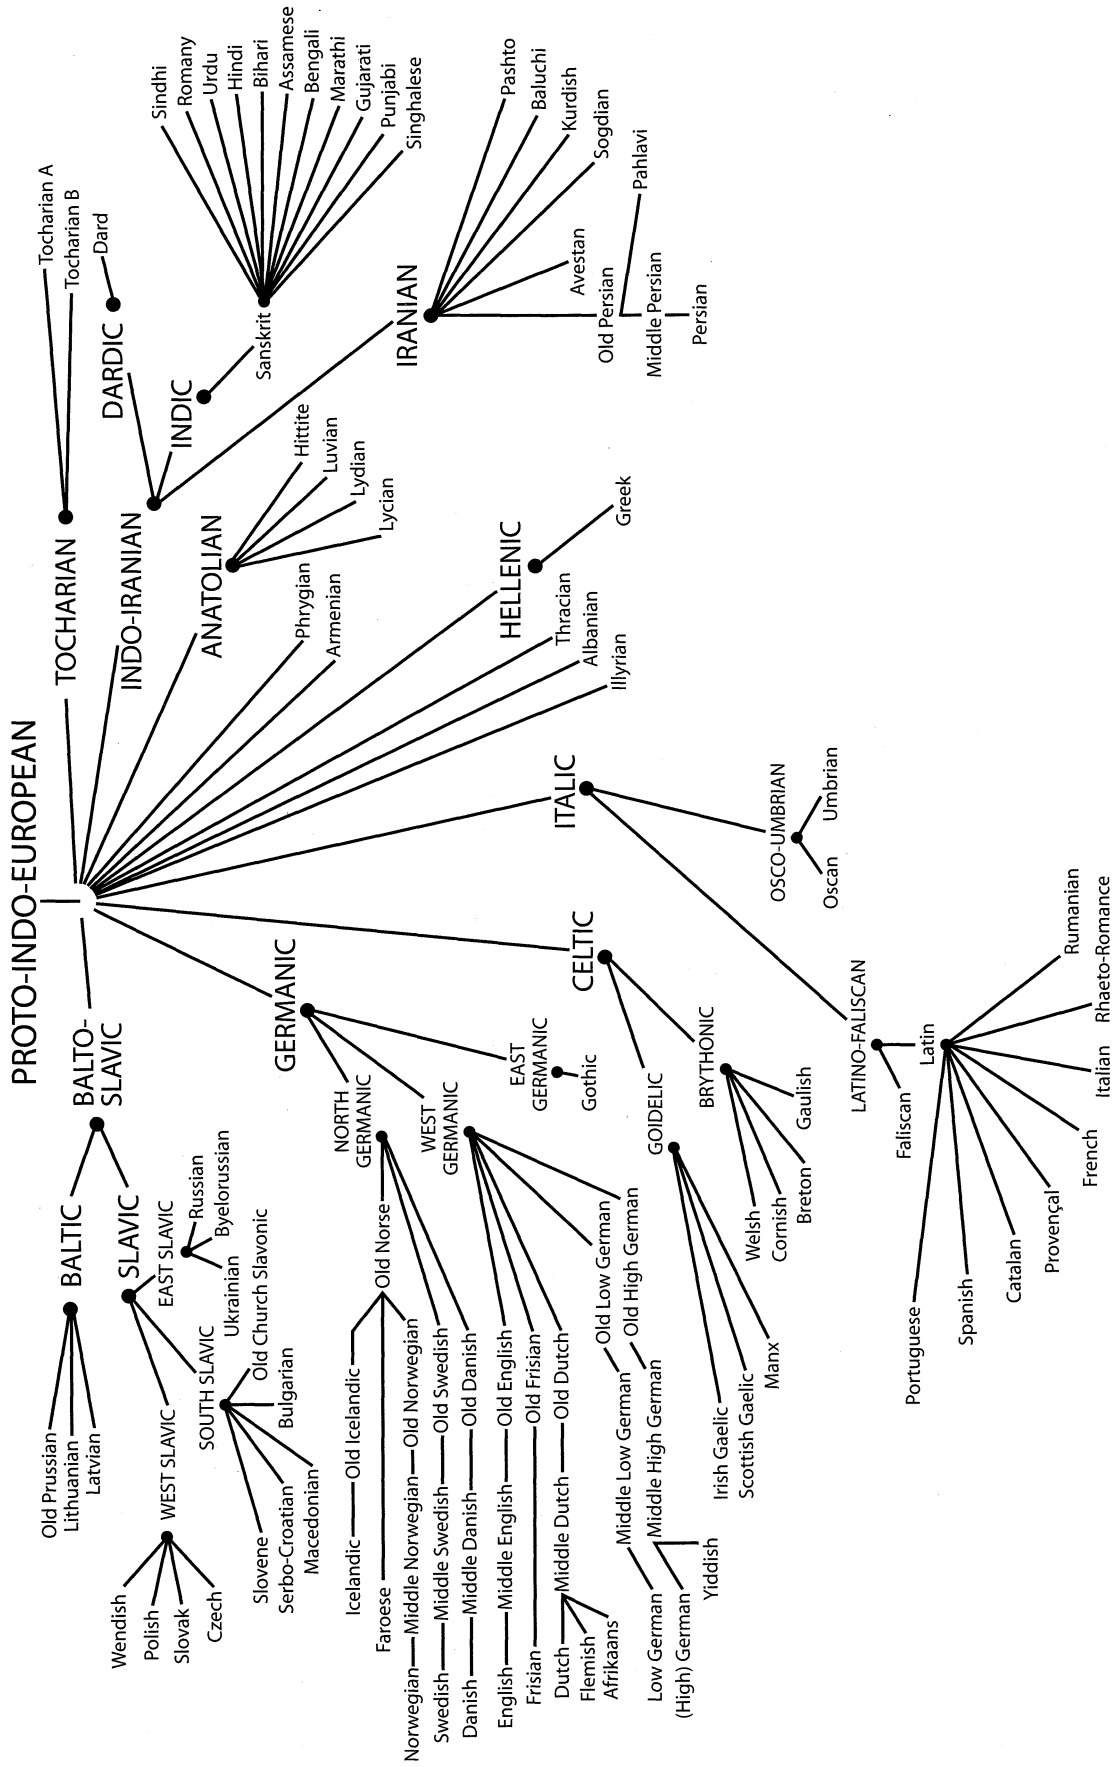 PROTO-INDO-EUROPEAN
TOCHARIAN
Tocharian A
Tocharian B
INDO-IRANIAN
DARDIC
Dard
INDIC
Sanskrit
Sindhi
Romany
Urdu
Hindi
Bihari
Assamese
Bengali
Marathi
Gujarati
Punjabi
Singhalese
IRANIAN
Pashto
Baluchi
Kurdish
Sogdian
Avestan
Old Persian
Pahlavi
Middle Persian
Persian
ANATOLIAN
Hittite
Luvian
Lydian
Lycian
Phrygian
Armenian
HELLENIC
Greek
Thracian
Albanian
Illyrian
ITALIC
OSCO-UMBRIAN
Umbrian
Oscan
LATINO-FALISCAN
Faliscan
Latin
Rumanian
Rhaeto-Romance
Italian
French
Provençal
Catalan
Spanish
Portuguese
CELTIC
BRYTHONIC
Gaulish
Breton
Cornish
Welsh
GOIDELIC
Manx
Scottish Gaelic
Irish Gaelic
GERMANIC
EAST
GERMANIC
Gothic
WEST
GERMANIC
Old High German
Old Low German
Middle High German
Middle Low German
Yiddish
(High) German
Low German
Old Dutch
Middle Dutch
Afrikaans
Flemish
Dutch
Old Frisian
Frisian
Old English
Middle English
English
NORTH
GERMANIC
Old Danish
Middle Danish
Danish
Old Swedish
Middle Swedish
Swedish
Old Norse
Old Norwegian
Middle Norwegian
Norwegian
Faroese
Old Icelandic
Icelandic
BALTO-
SLAVIC
BALTIC
Old Prussian
Lithuanian
Latvian
SLAVIC
EAST SLAVIC
Russian
Byelorussian
Ukrainian
SOUTH SLAVIC
Old Church Slavonic
Bulgarian
Macedonian
Serbo-Croatian
Slovene
WEST SLAVIC
Wendish
Polish
Slovak
Czech